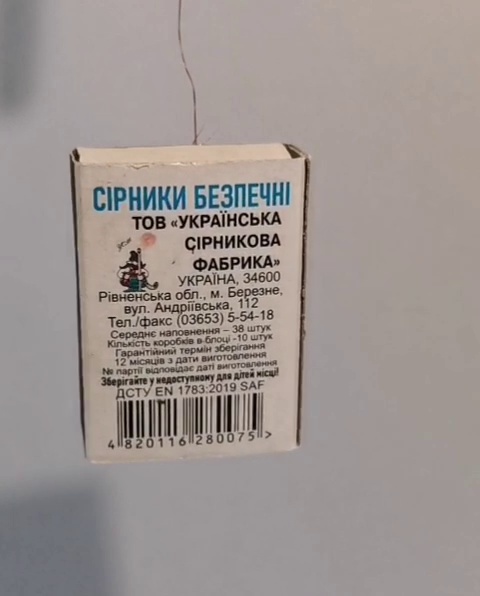 СІРНИКИ БЕЗПЕЧНІ
ТОВ «УКРАЇНСЬКА
СІРНИКОВА
ФАБРИКА»
УКРАЇНА, 34600
Рівненська обл., м. Березне,
вул. Андріївська, 112
Тел./факс (03653) 5-54-18
Середнє наповнення – 38 штук
Кількість коробків в блоці -10 штук
Гарантійний термін зберігання
12 місяців з дати виготовлення
№ партії відповідає даті виготовлення
Зберігайте у недоступному для дітей місці!
ДСТУ EN 1783:2019 SAF
4 820116 280075 >